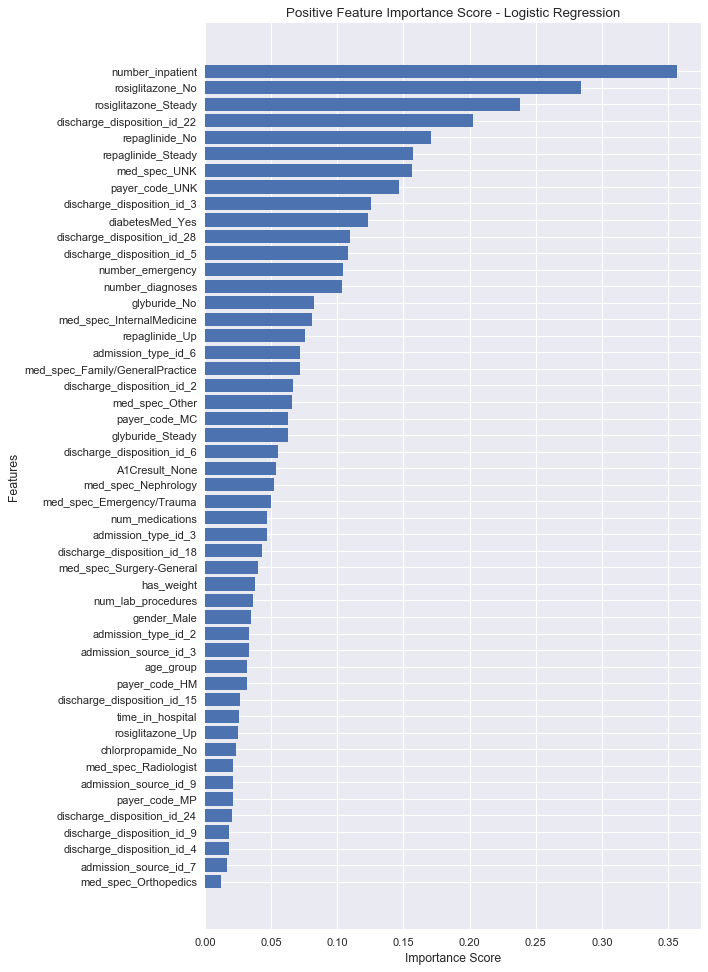 Positive Feature Importance Score - Logistic Regression
number_inpatient
rosiglitazone_No
rosiglitazone_Steady
discharge_disposition_id_22
repaglinide_No
repaglinide_Steady
med_spec_UNK
payer_code_UNK
discharge_disposition_id_3
diabetesMed_Yes
discharge_disposition_id_28
discharge_disposition_id_5
number_emergency
number_diagnoses
glyburide_No
med_spec_InternalMedicine
repaglinide_Up
admission_type_id_6
med_spec_Family/GeneralPractice
discharge_disposition_id_2
med_spec_Other
payer_code_MC
glyburide_Steady
discharge_disposition_id_6
A1Cresult_None
med_spec_Nephrology
med_spec_Emergency/Trauma
num_medications
admission_type_id_3
discharge_disposition_id_18
med_spec_Surgery-General
has_weight
num_lab_procedures
gender_Male
admission_type_id_2
admission_source_id_3
age_group
payer_code_HM
discharge_disposition_id_15
time_in_hospital
rosiglitazone_Up
chlorpropamide_No
med_spec_Radiologist
admission_source_id_9
payer_code_MP
discharge_disposition_id_24
discharge_disposition_id_9
discharge_disposition_id_4
admission_source_id_7
med_spec_Orthopedics
Features
0.00 0.05 0.10 0.15 0.20 0.25 0.30 0.35
Importance Score